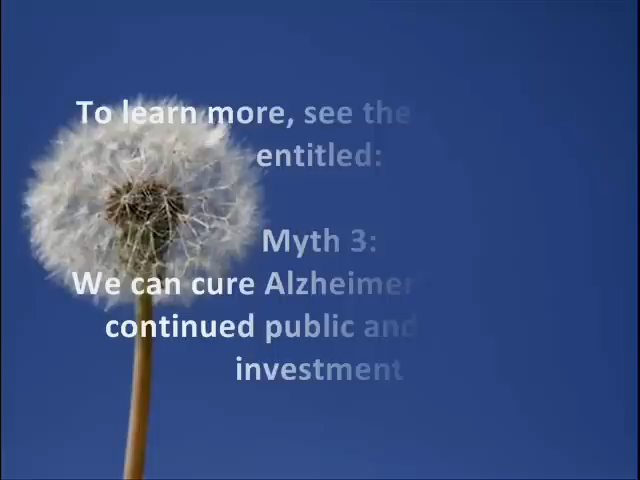 To learn more, see the
entitled:
Myth 3:
We can cure Alzheimer
continued public and
investment